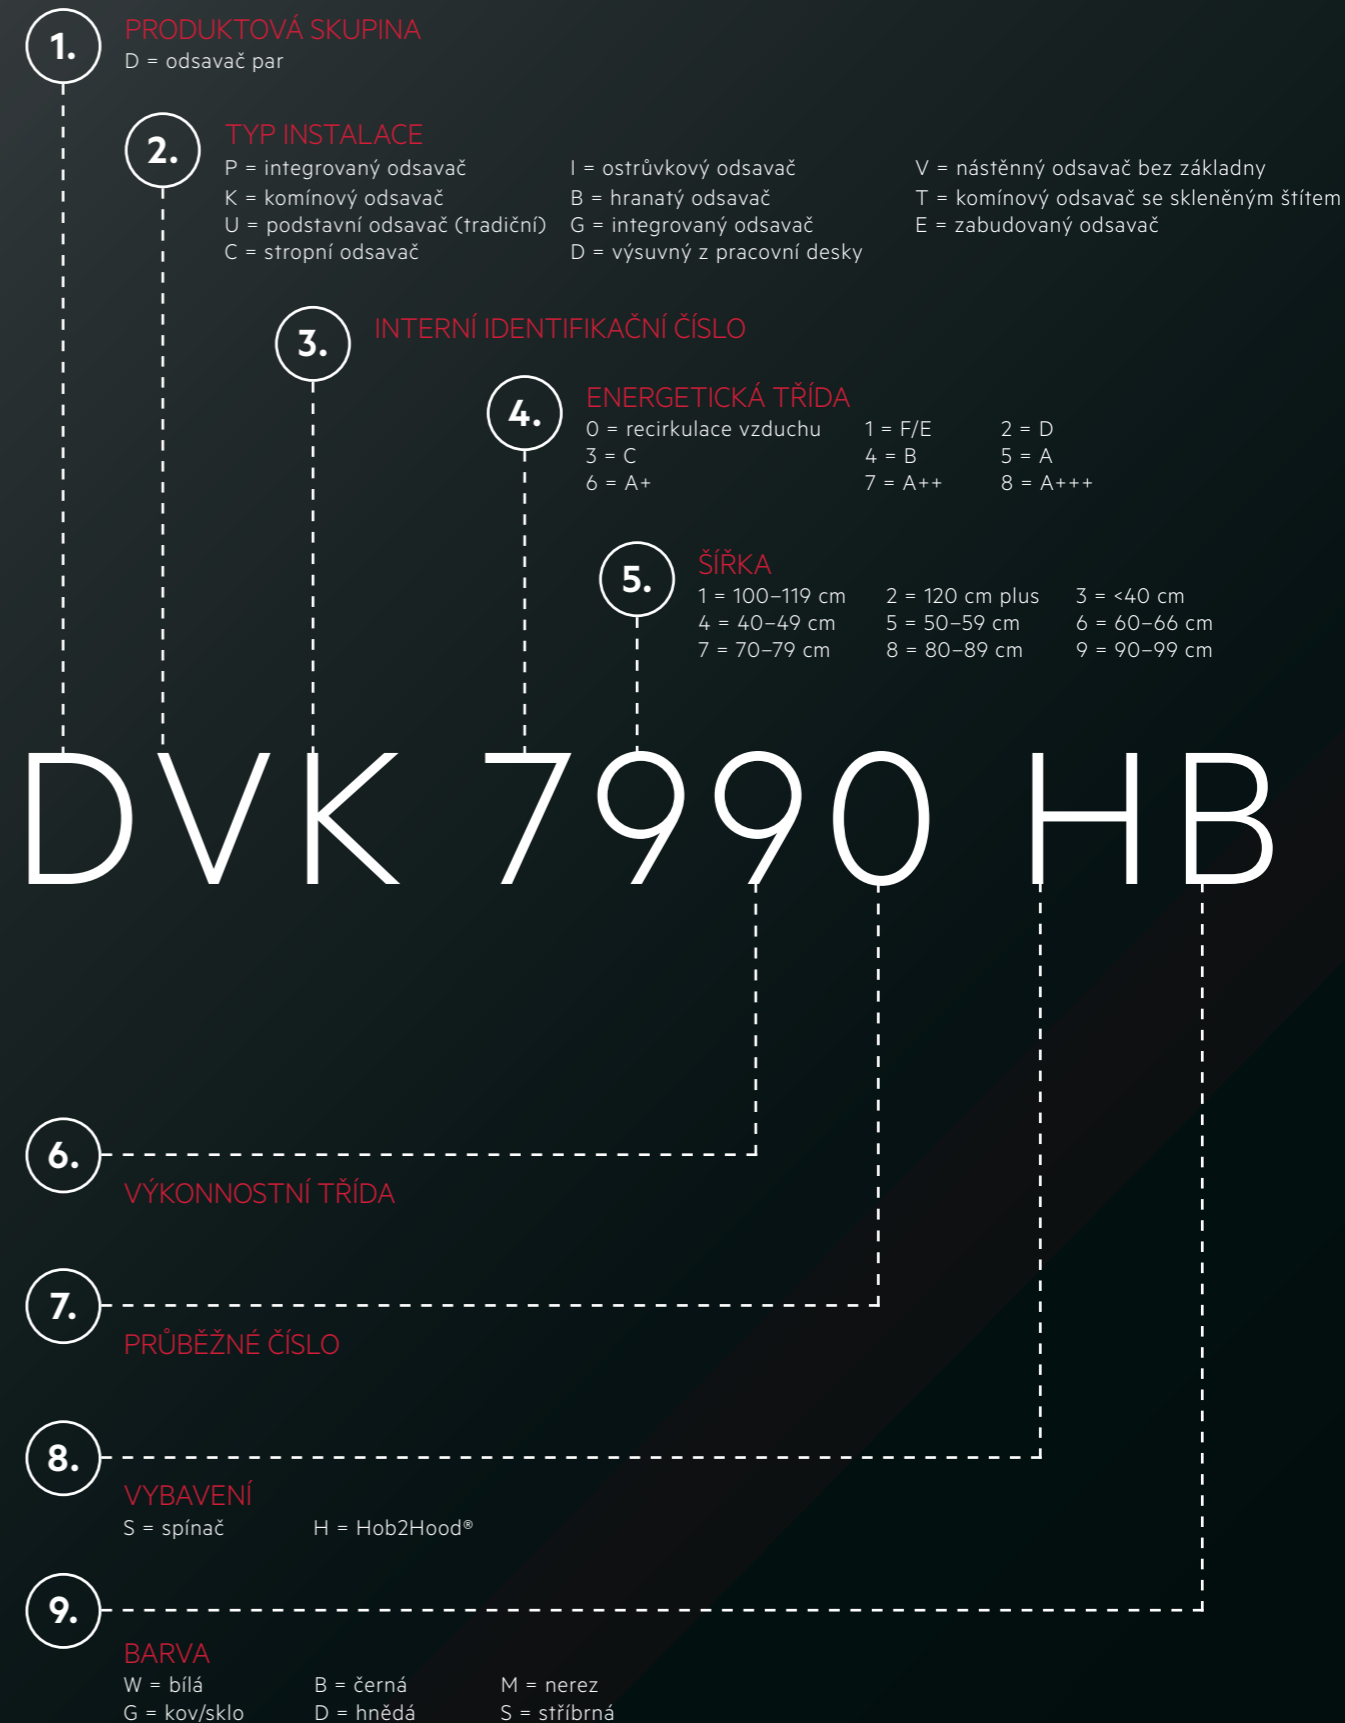 1. PRODUKTOVÁ SKUPINA
D = odsavač par
2. TYP INSTALACE
P = integrovaný odsavač I = ostrůvkový odsavač V = nástěnný odsavač bez základny
K = komínový odsavač B = hranatý odsavač T = komínový odsavač se skleněným štítem
U = podstavní odsavač (tradiční) G = integrovaný odsavač E = zabudovaný odsavač
C = stropní odsavač D = výsuvný z pracovní desky
3. INTERNÍ IDENTIFIKAČNÍ ČÍSLO
4. ENERGETICKÁ TŘÍDA
0 = recirkulace vzduchu 1 = F/E 2 = D
3 = C 4 = B 5 = A
6 = A+ 7 = A++ 8 = A+++
5. ŠÍŘKA
1 = 100–119 cm 2 = 120 cm plus 3 = <40 cm
4 = 40–49 cm 5 = 50–59 cm 6 = 60–66 cm
7 = 70–79 cm 8 = 80–89 cm 9 = 90–99 cm
DVK 7990 HB
6. VÝKONNOSTNÍ TŘÍDA
7. PRŮBĚŽNÉ ČÍSLO
8. VYBAVENÍ
S = spínač H = Hob2Hood®
9. BARVA
W = bílá B = černá M = nerez
G = kov/sklo D = hnědá S = stříbrná